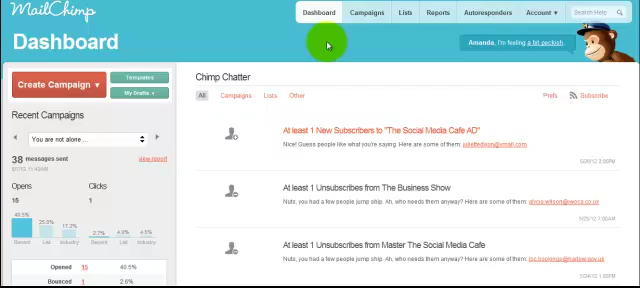 MailChimp
Dashboard Campaigns Lists Reports Autoresponders Account Search Help
Dashboard
Amanda, I'm feeling a bit peckish.
Create Campaign
Templates
My Drafts
Recent Campaigns
You are not alone ...
38 messages sent view report
Opens Clicks
15 1
40.5% 25.0% 17.2% 2.7% 4.0% 4.5%
Recent List Industry Recent List Industry
Opened 15 40.5%
Bounced 1 2.6%
Chimp Chatter
All Campaigns Lists Other Prefs Subscribe
At least 1 New Subscribers to "The Social Media Cafe AD"
Nice! Guess people like what you're saying. Here are some of them:
At least 1 Unsubscribes from The Business Show
Nuts, you had a few people jump ship. Ah, who needs them anyway? Here are some of them:
At least 1 Unsubscribes from Master The Social Media Cafe
Nuts, you had a few people jump ship. Ah, who needs them anyway? Here are some of them: